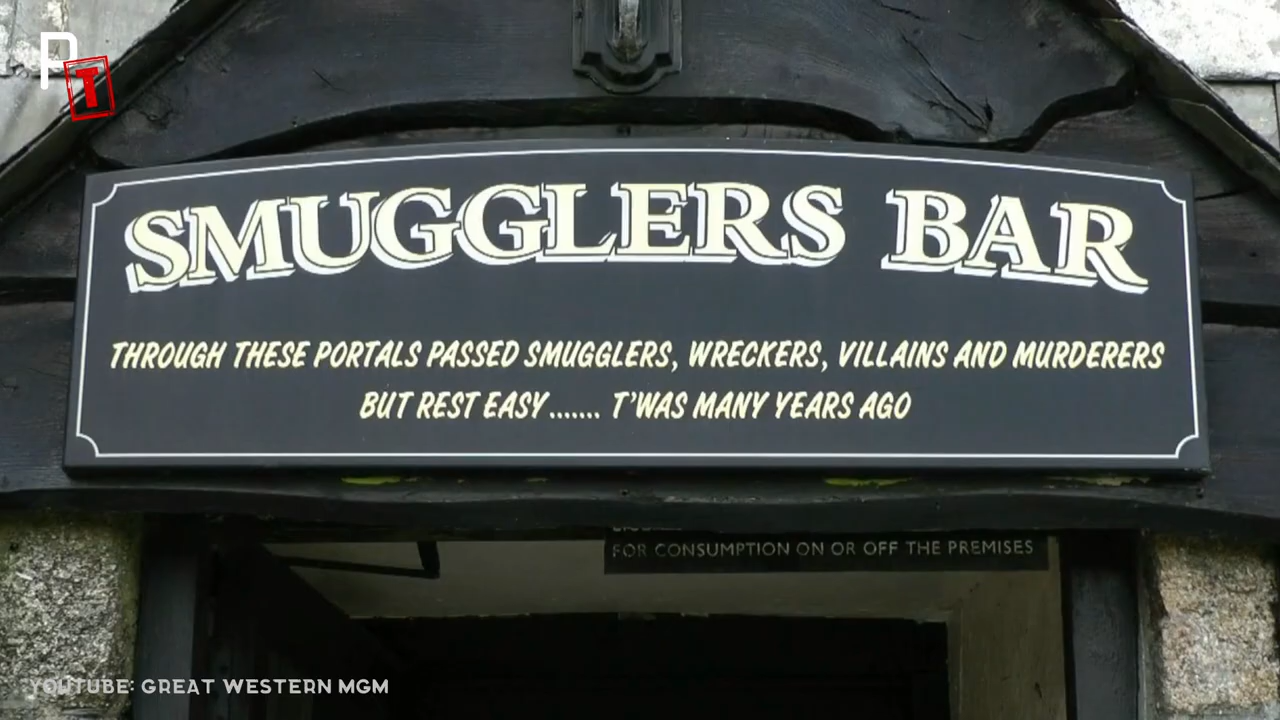 PT
SMUGGLERS BAR
THROUGH THESE PORTALS PASSED SMUGGLERS, WRECKERS, VILLAINS AND MURDERERS
BUT REST EASY....... T'WAS MANY YEARS AGO
FOR CONSUMPTION ON OR OFF THE PREMISES
YOUTUBE: GREAT WESTERN MGM